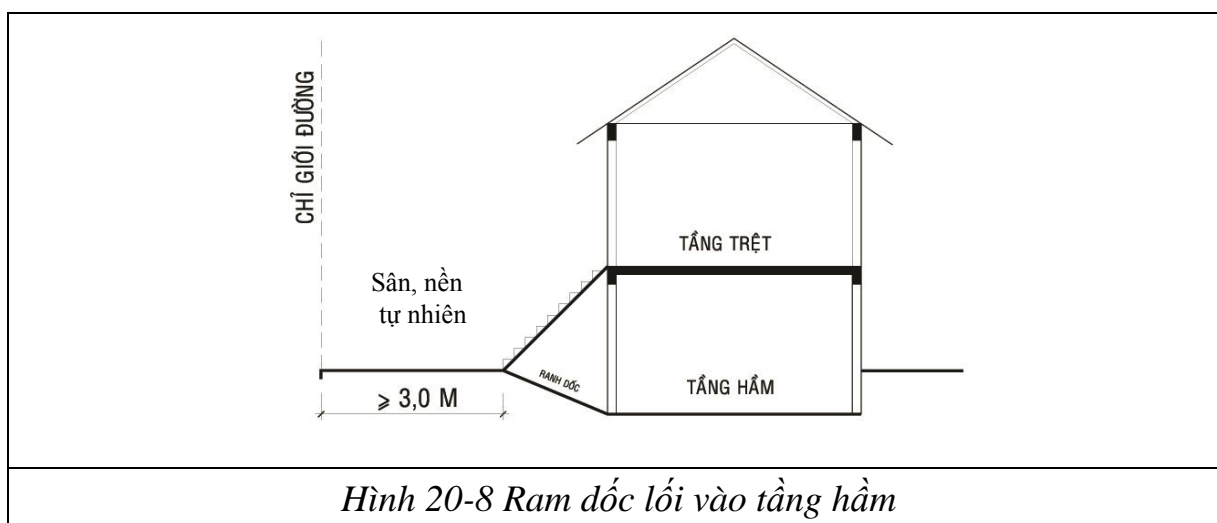 CHỈ GIỚI ĐƯỜNG
TẦNG TRỆT
Sân, nền
tự nhiên
RANH DỐC
TẦNG HẦM
≥ 3,0 M
Hình 20-8 Ram dốc lối vào tầng hầm